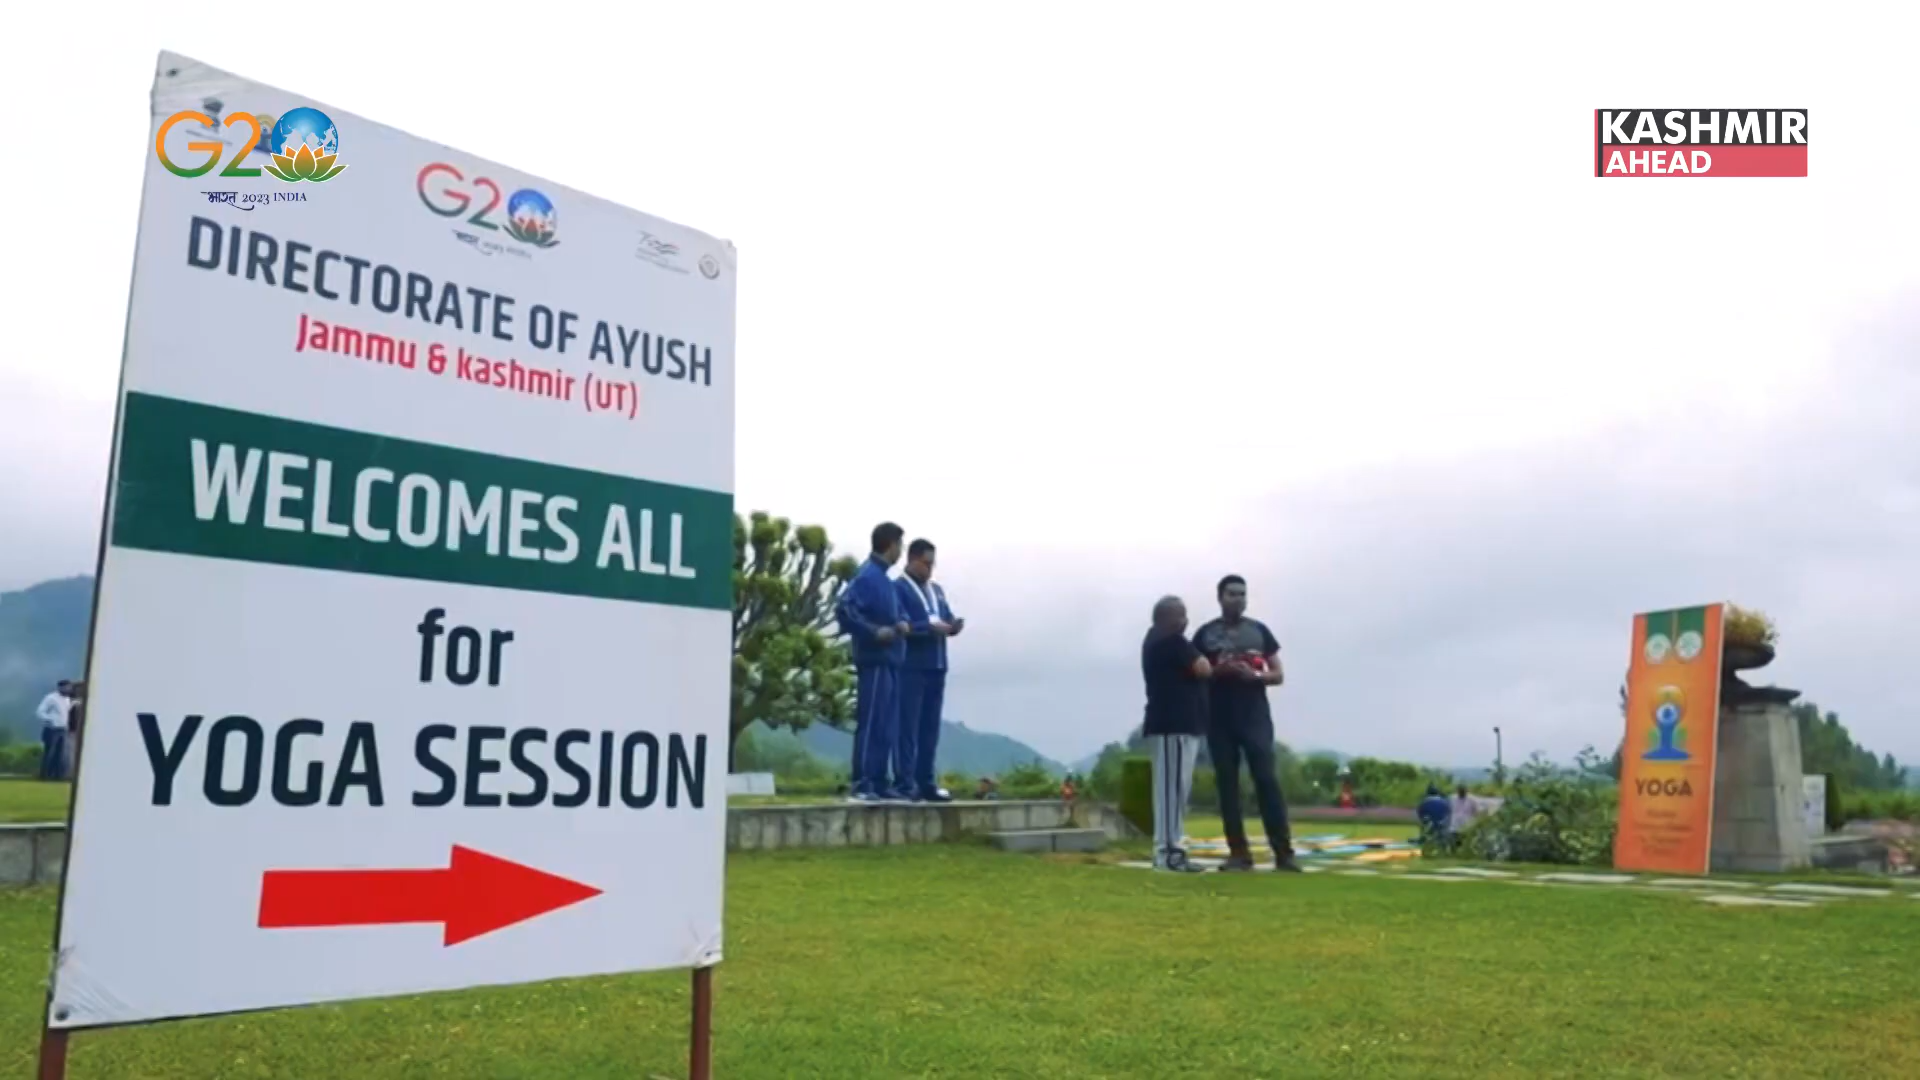 G20
भारत 2023 INDIA
G20
DIRECTORATE OF AYUSH
Jammu & kashmir (UT)
WELCOMES ALL
for
YOGA SESSION
KASHMIR
AHEAD
YOGA